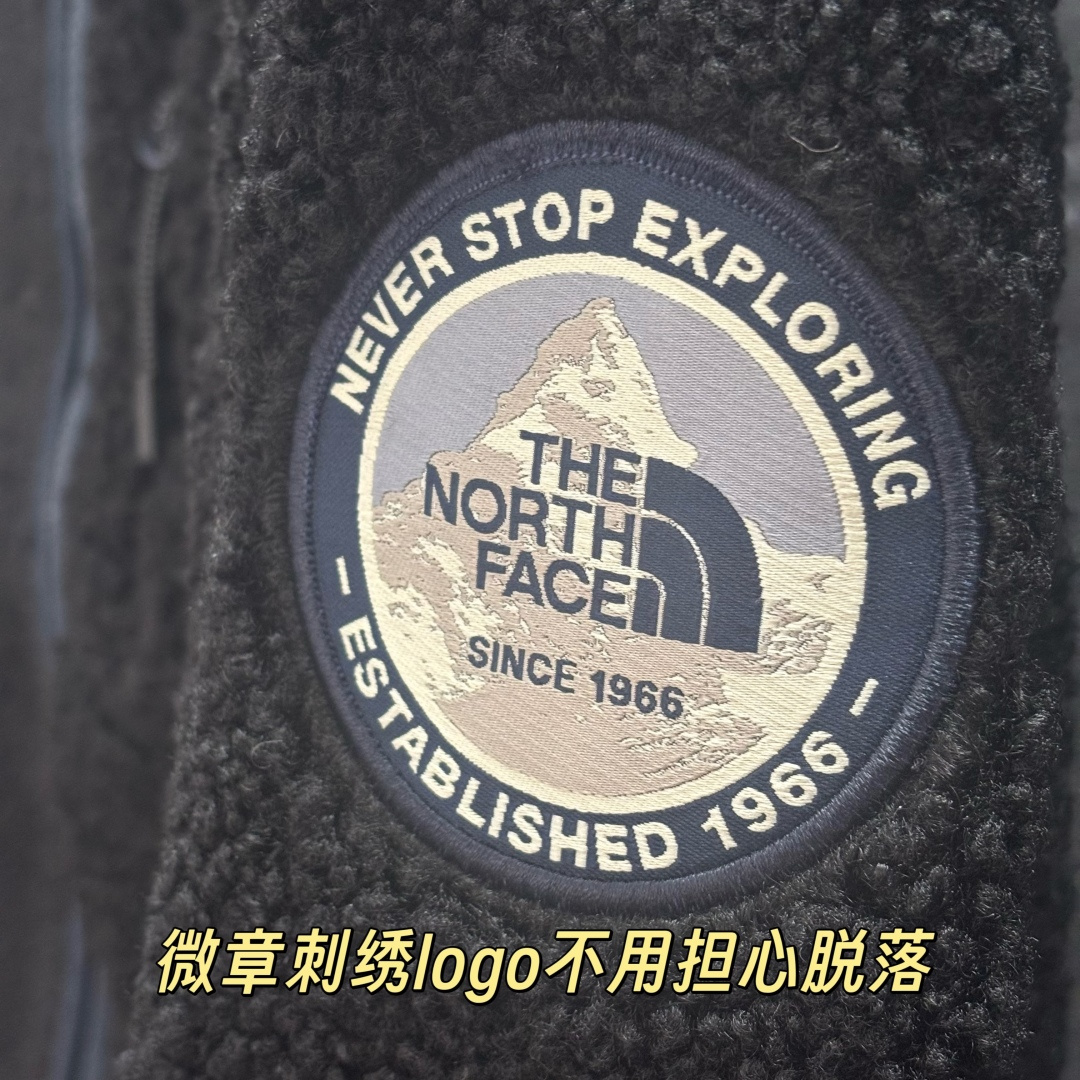 NEVER STOP EXPLORING
THE
NORTH
FACE
SINCE 1966
- ESTABLISHED 1966 -
微章刺绣logo不用担心脱落